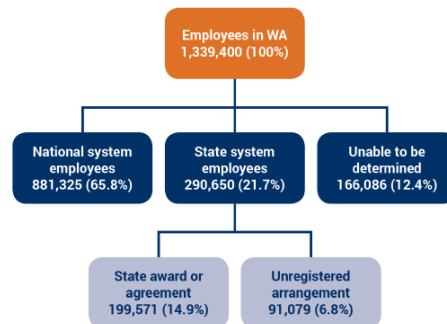 Employees in WA
1,339,400 (100%)
National system
employees
881,325 (65.8%)
State system
employees
290,650 (21.7%)
Unable to be
determined
166,086 (12.4%)
State award or
agreement
199,571 (14.9%)
Unregistered
arrangement
91,079 (6.8%)